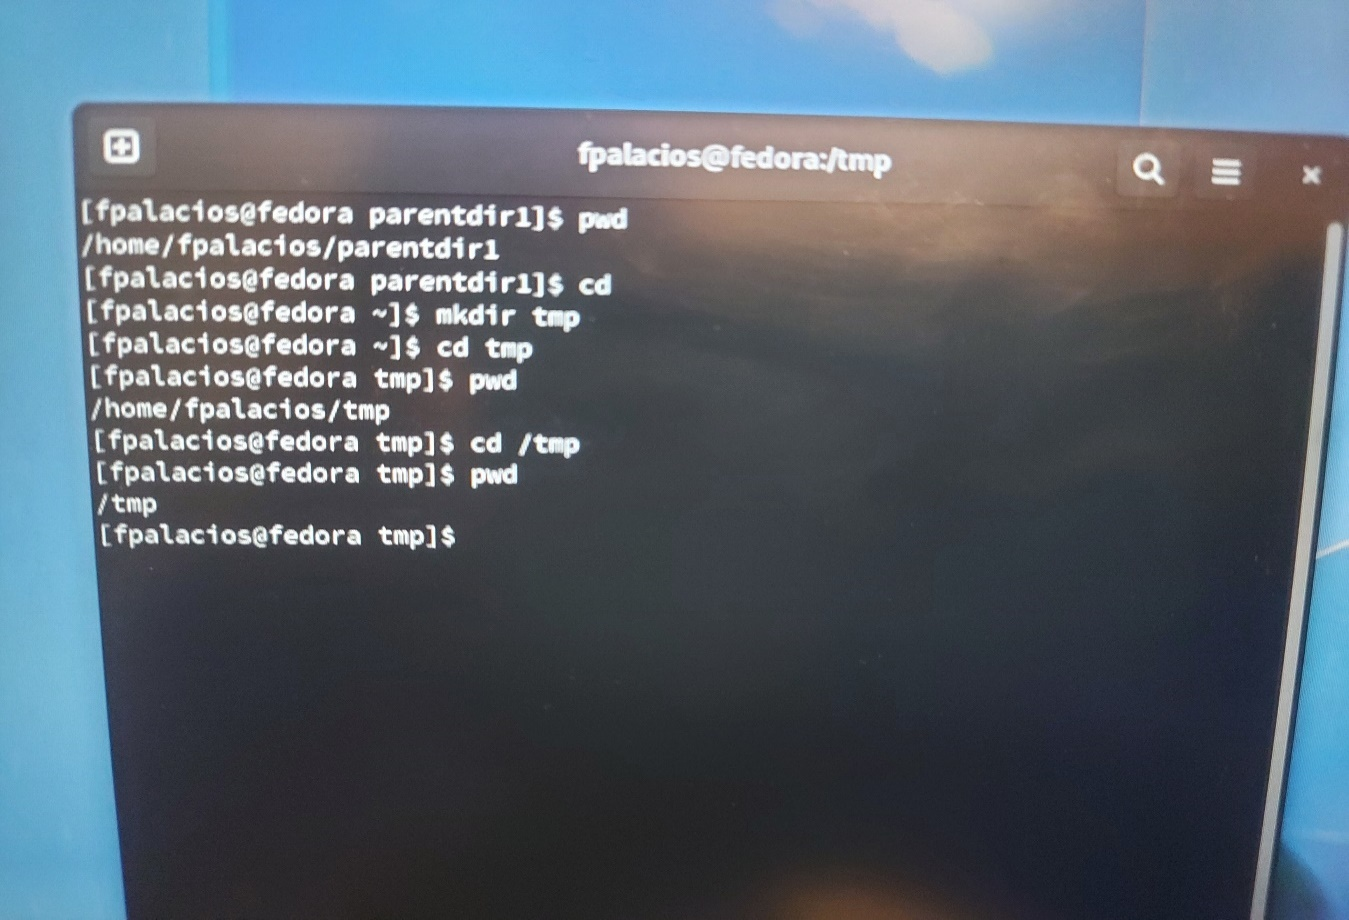 fpalacios@fedora:/tmp
[fpalacios@fedora parentdir1]$ pwd
/home/fpalacios/parentdir1
[fpalacios@fedora parentdir1]$ cd
[fpalacios@fedora ~]$ mkdir tmp
[fpalacios@fedora ~]$ cd tmp
[fpalacios@fedora tmp]$ pwd
/home/fpalacios/tmp
[fpalacios@fedora tmp]$ cd /tmp
[fpalacios@fedora tmp]$ pwd
/tmp
[fpalacios@fedora tmp]$